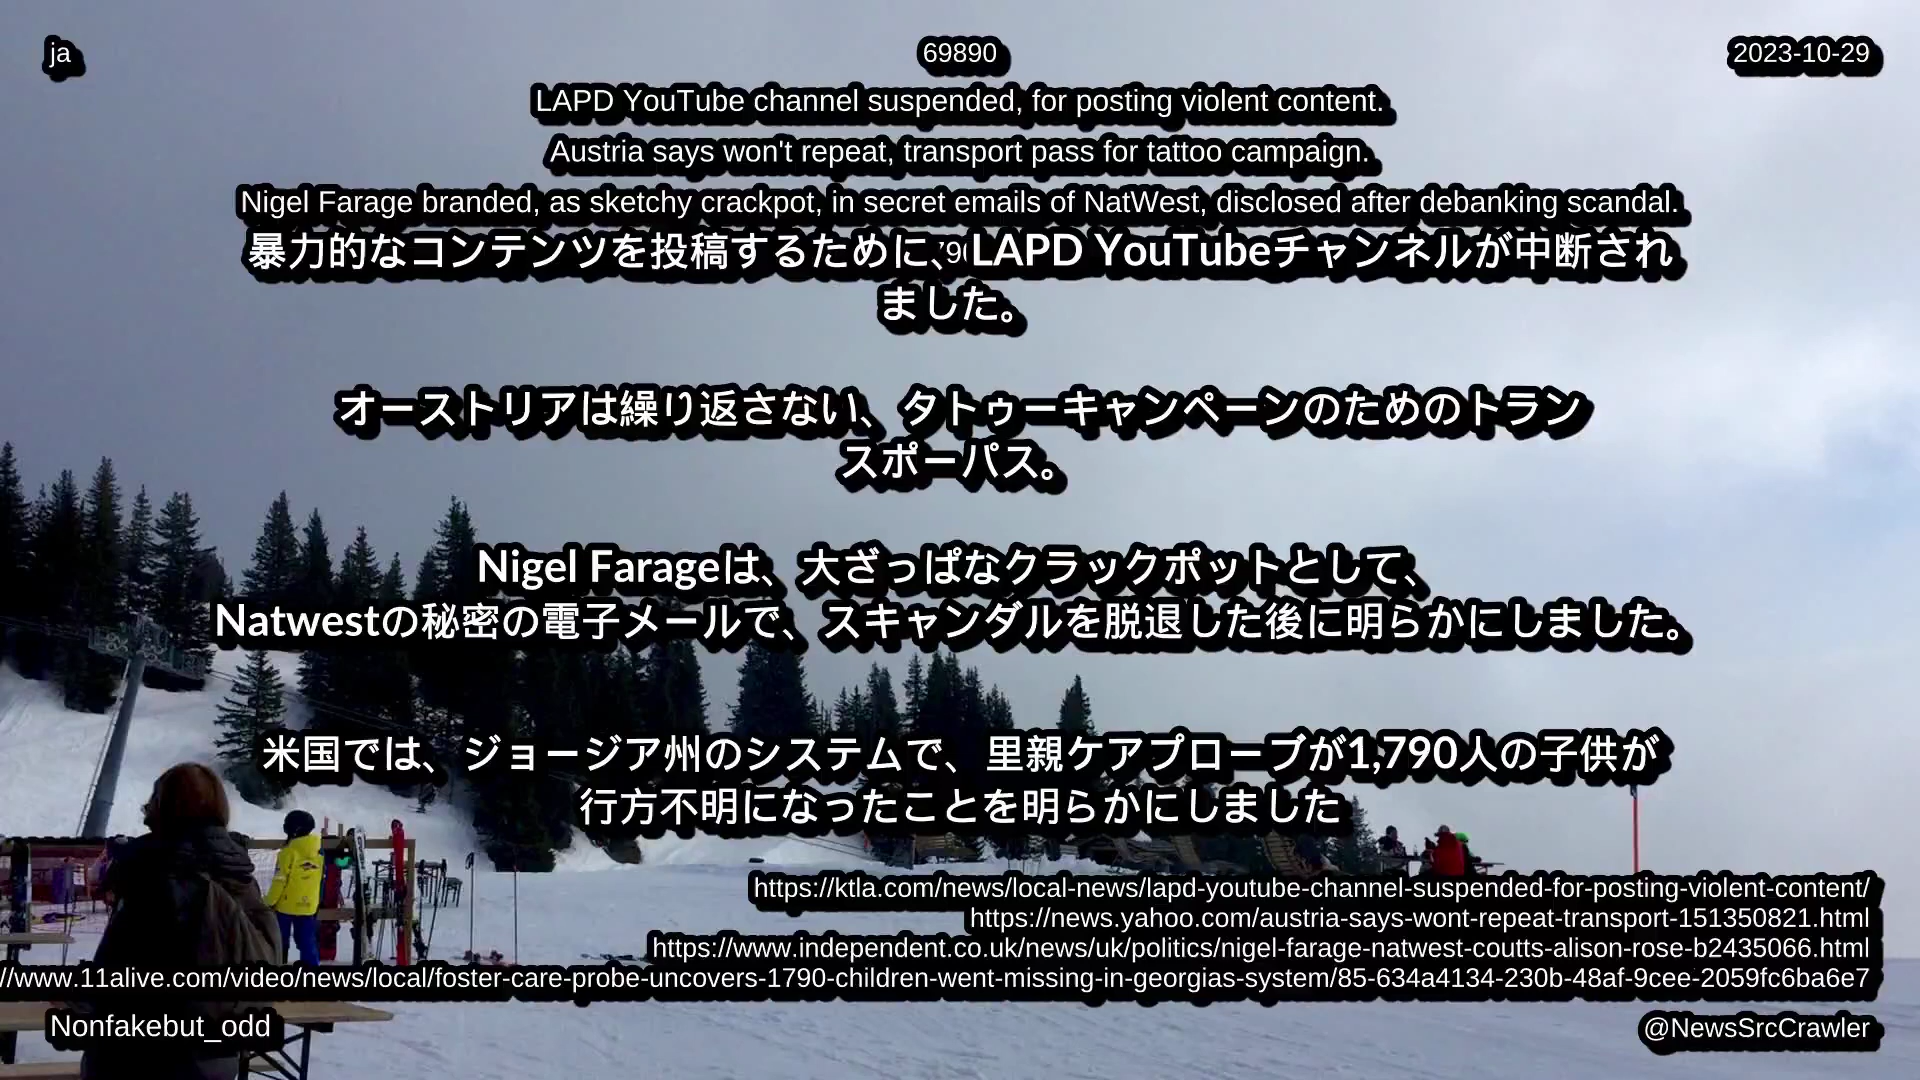 ja
69890
2023-10-29
LAPD YouTube channel suspended, for posting violent content.
Austria says won't repeat, transport pass for tattoo campaign.
Nigel Farage branded, as sketchy crackpot, in secret emails of NatWest, disclosed after debanking scandal.
暴力的なコンテンツを投稿するために、LAPD YouTubeチャンネルが中断され
ました。
オーストリアは繰り返さない、タトゥーキャンペーンのためのトラン
スポーパス。
Nigel Farageは、大ざっぱなクラックポットとして、
Natwestの秘密の電子メールで、スキャンダルを脱退した後に明らかにしました。
米国では、ジョージア州のシステムで、里親ケアプローブが1,790人の子供が
行方不明になったことを明らかにしました
https://ktla.com/news/local-news/lapd-youtube-channel-suspended-for-posting-violent-content/
https://news.yahoo.com/austria-says-wont-repeat-transport-151350821.html
https://www.independent.co.uk/news/uk/politics/nigel-farage-natwest-coutts-alison-rose-b2435066.html
//www.11alive.com/video/news/local/foster-care-probe-uncovers-1790-children-went-missing-in-georgias-system/85-634a4134-230b-48af-9cee-2059fc6ba6e7
Nonfakebut_odd
@NewsSrcCrawler